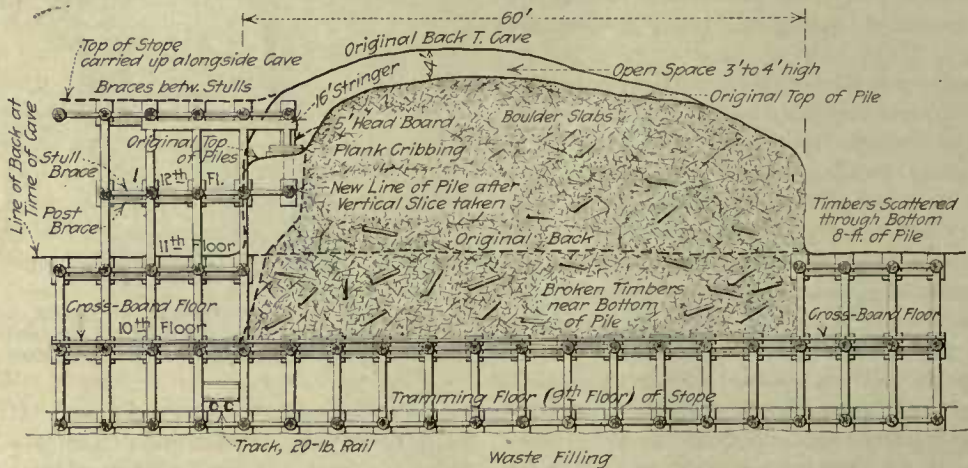 60'
Top of Stope
carried up alongside Cave
Original Back T. Cave
Braces betw. Stulls
4'
Open Space 3' to 4' high
16' Stringer
Original Top of Pile
5' Head Board
Boulder Slabs
Original Top
of Piles
Plank Cribbing
Line of Back at
Time of Cave
Stull
Brace
12th Fl.
New Line of Pile after
Vertical Slice taken
Post
Brace
Timbers Scattered
through Bottom
8-ft. of Pile
11th Floor
Original Back
Cross-Board Floor
10th Floor
Broken Timbers
near Bottom
of Pile
Cross-Board Floor
Tramming Floor (9th Floor) of Stope
Track, 20-lb. Rail
Waste Filling